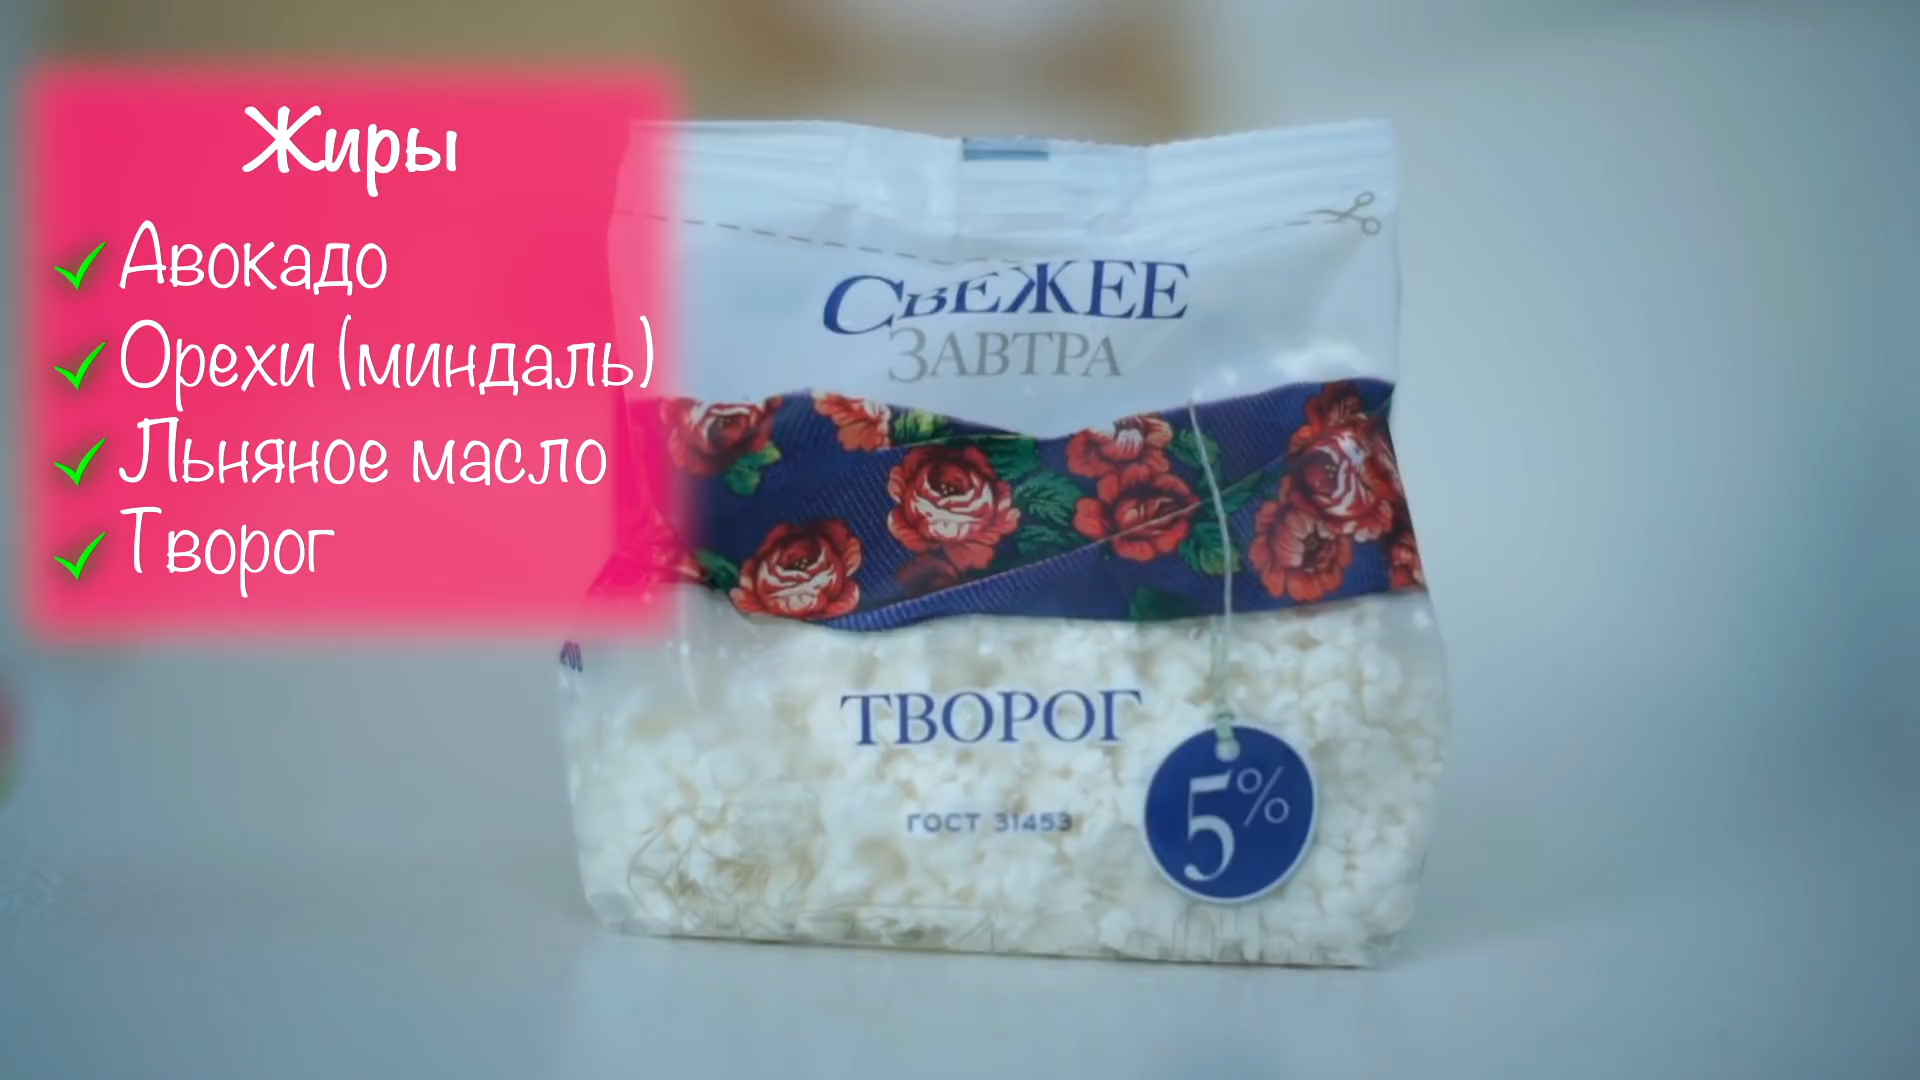 Жиры
Авокадо
Орехи (миндаль)
Льняное масло
Творог
Свежее
Завтра
ТВОРОГ
5%
ГОСТ 31453